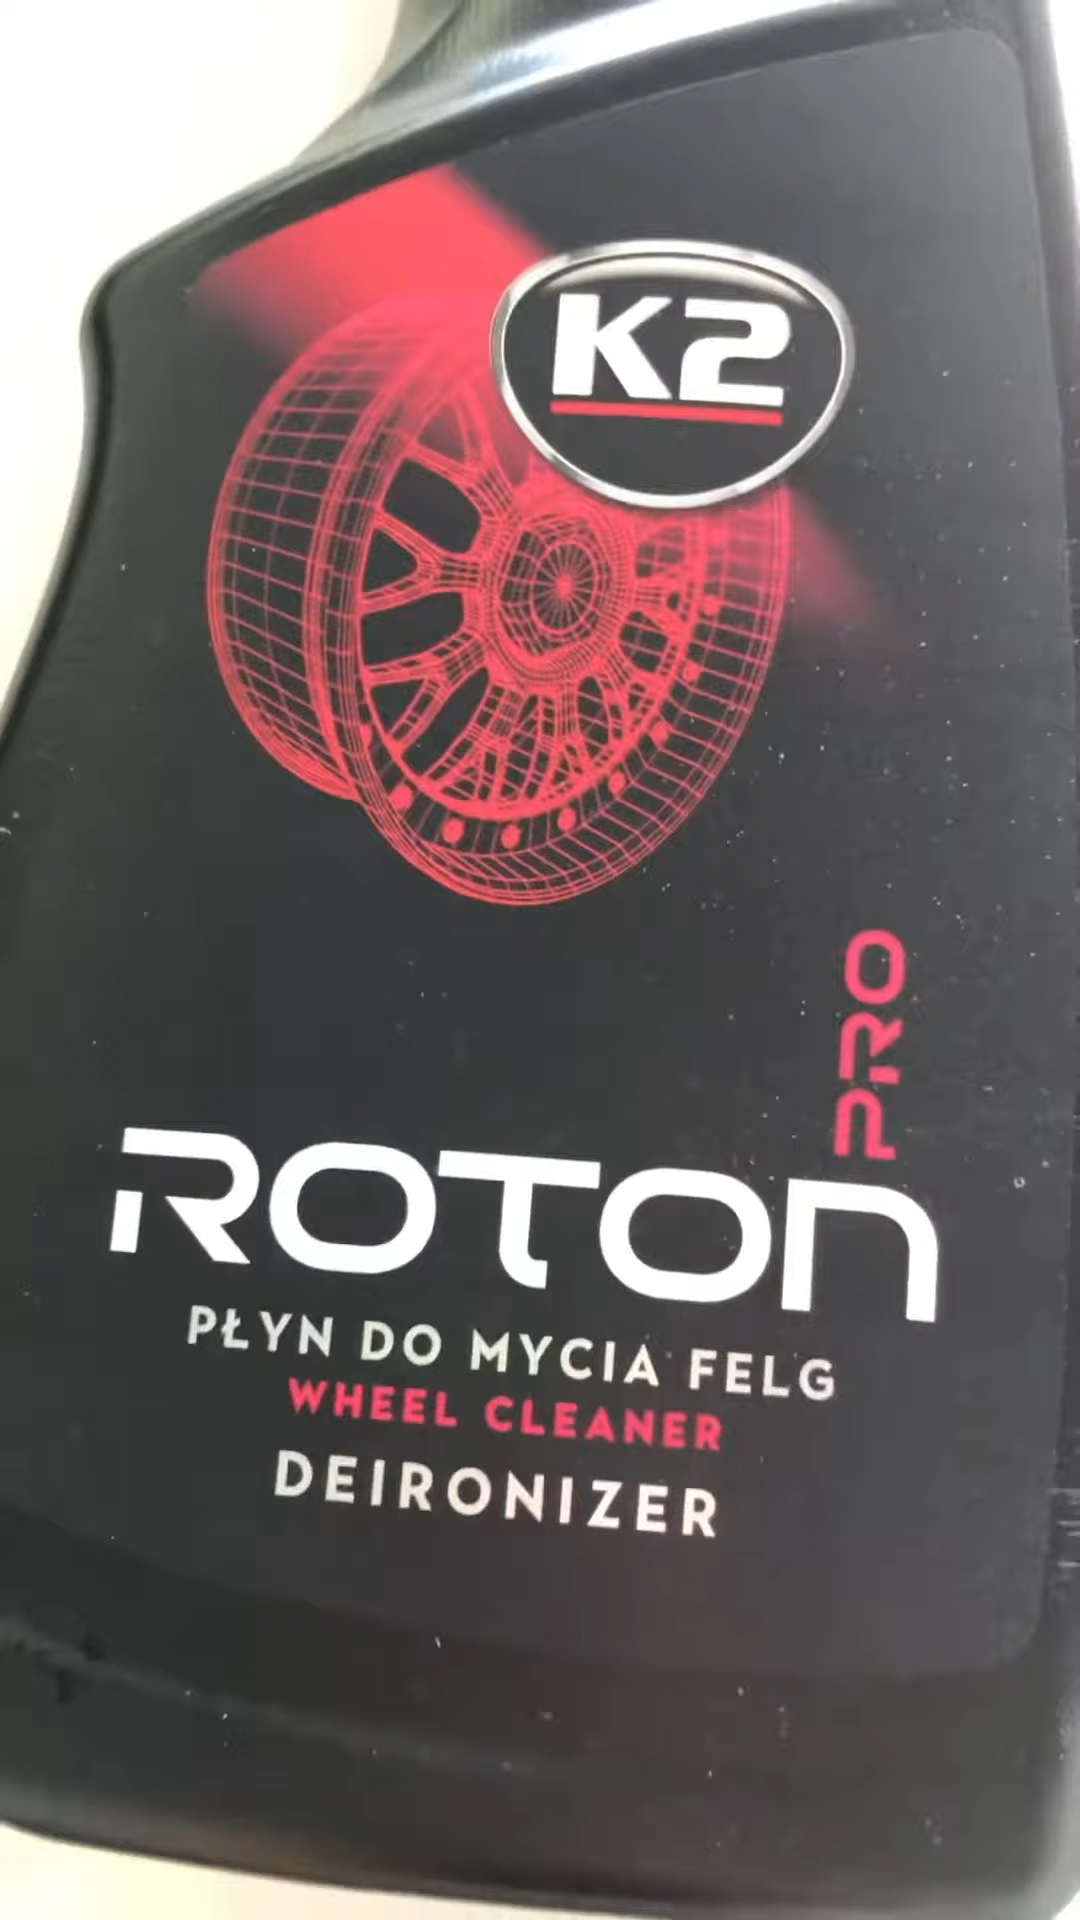 K2
PRO
ROTON
PŁYN DO MYCIA FELG
WHEEL CLEANER
DEIRONIZER